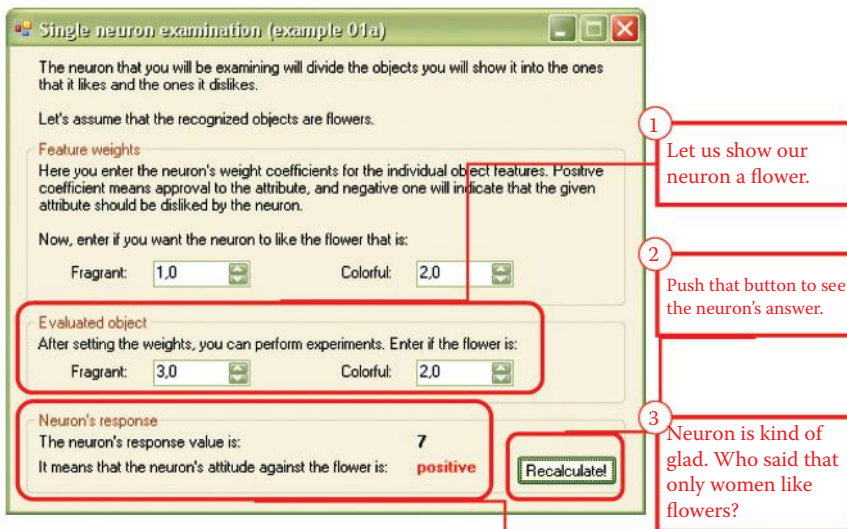 Single neuron examination (example 01a)
The neuron that you will be examining will divide the objects you will show it into the ones
that it likes and the ones it dislikes.
Let's assume that the recognized objects are flowers.
Feature weights
Here you enter the neuron's weight coefficients for the individual object features. Positive
coefficient means approval to the attribute, and negative one will indicate that the given
attribute should be disliked by the neuron.
Now, enter if you want the neuron to like the flower that is:
Fragrant: 1,0 Colorful: 2,0
Evaluated object
After setting the weights, you can perform experiments. Enter if the flower is:
Fragrant: 3,0 Colorful: 2,0
Neuron's response
The neuron's response value is: 7
It means that the neuron's attitude against the flower is: positive
Recalculate!
1
Let us show our
neuron a flower.
2
Push that button to see
the neuron's answer.
3
Neuron is kind of
glad. Who said that
only women like
flowers?